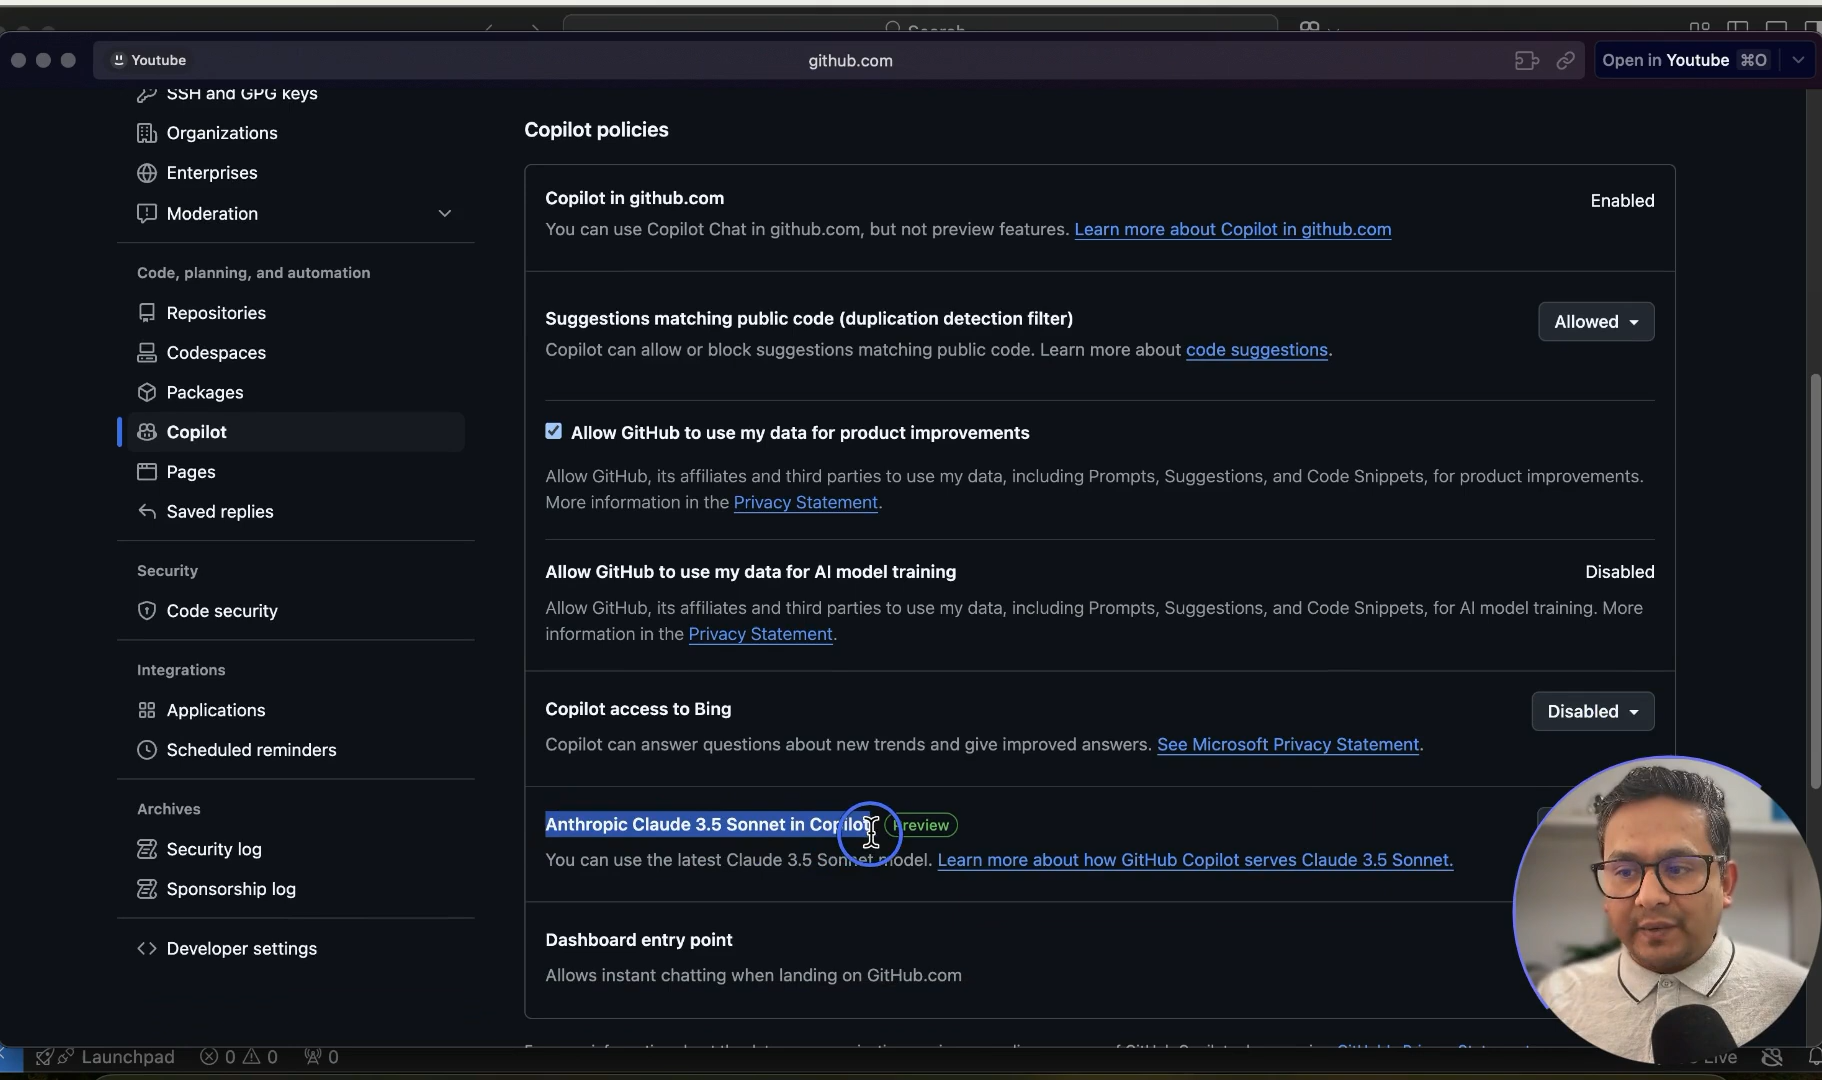 Search
Youtube
github.com
Open in Youtube ⌘O
SSH and GPG keys
Organizations
Enterprises
Moderation
Code, planning, and automation
Repositories
Codespaces
Packages
Copilot
Pages
Saved replies
Security
Code security
Integrations
Applications
Scheduled reminders
Archives
Security log
Sponsorship log
Developer settings
Copilot policies
Copilot in github.com
Enabled
You can use Copilot Chat in github.com, but not preview features. Learn more about Copilot in github.com
Suggestions matching public code (duplication detection filter)
Allowed
Copilot can allow or block suggestions matching public code. Learn more about code suggestions.
Allow GitHub to use my data for product improvements
Allow GitHub, its affiliates and third parties to use my data, including Prompts, Suggestions, and Code Snippets, for product improvements.
More information in the Privacy Statement.
Allow GitHub to use my data for AI model training
Disabled
Allow GitHub, its affiliates and third parties to use my data, including Prompts, Suggestions, and Code Snippets, for AI model training. More
information in the Privacy Statement.
Copilot access to Bing
Disabled
Copilot can answer questions about new trends and give improved answers. See Microsoft Privacy Statement.
Anthropic Claude 3.5 Sonnet in Copilot Preview
You can use the latest Claude 3.5 Sonnet model. Learn more about how GitHub Copilot serves Claude 3.5 Sonnet.
Dashboard entry point
Allows instant chatting when landing on GitHub.com
Launchpad 0 0 0
Live